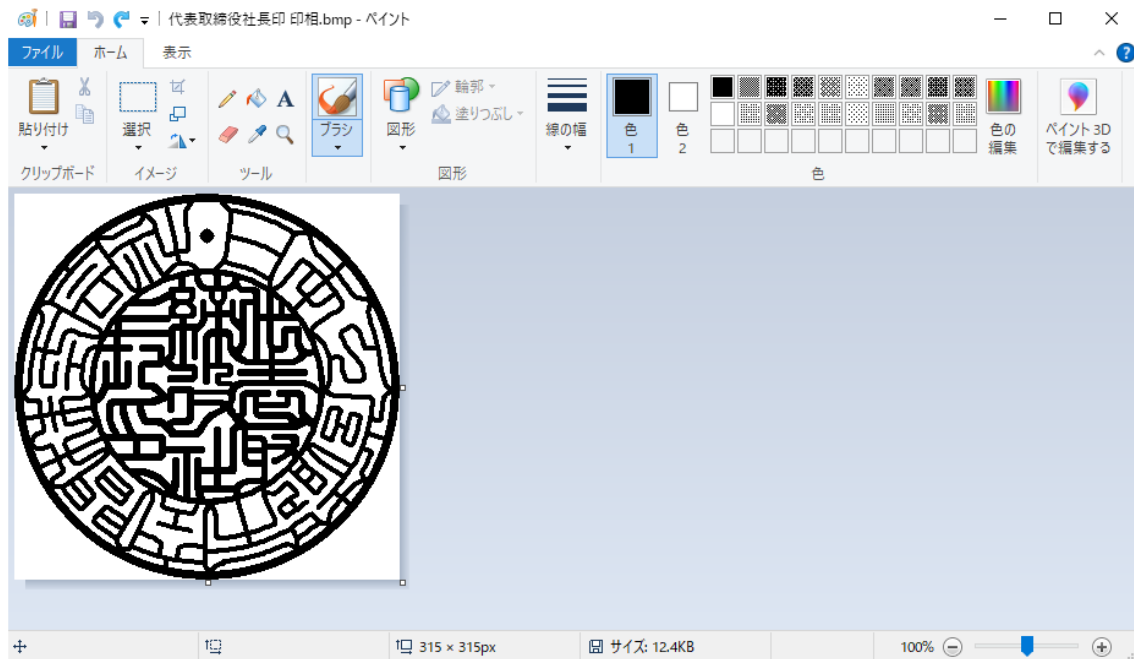 代表取締役社長印 印相.bmp - ペイント
ファイル ホーム 表示
貼り付け 選択 ブラシ 図形 輪郭 塗りつぶし 線の幅 色 1 色 2 色の編集 ペイント 3D で編集する
クリップボード イメージ ツール 図形 色
315 × 315px サイズ: 12.4KB 100%